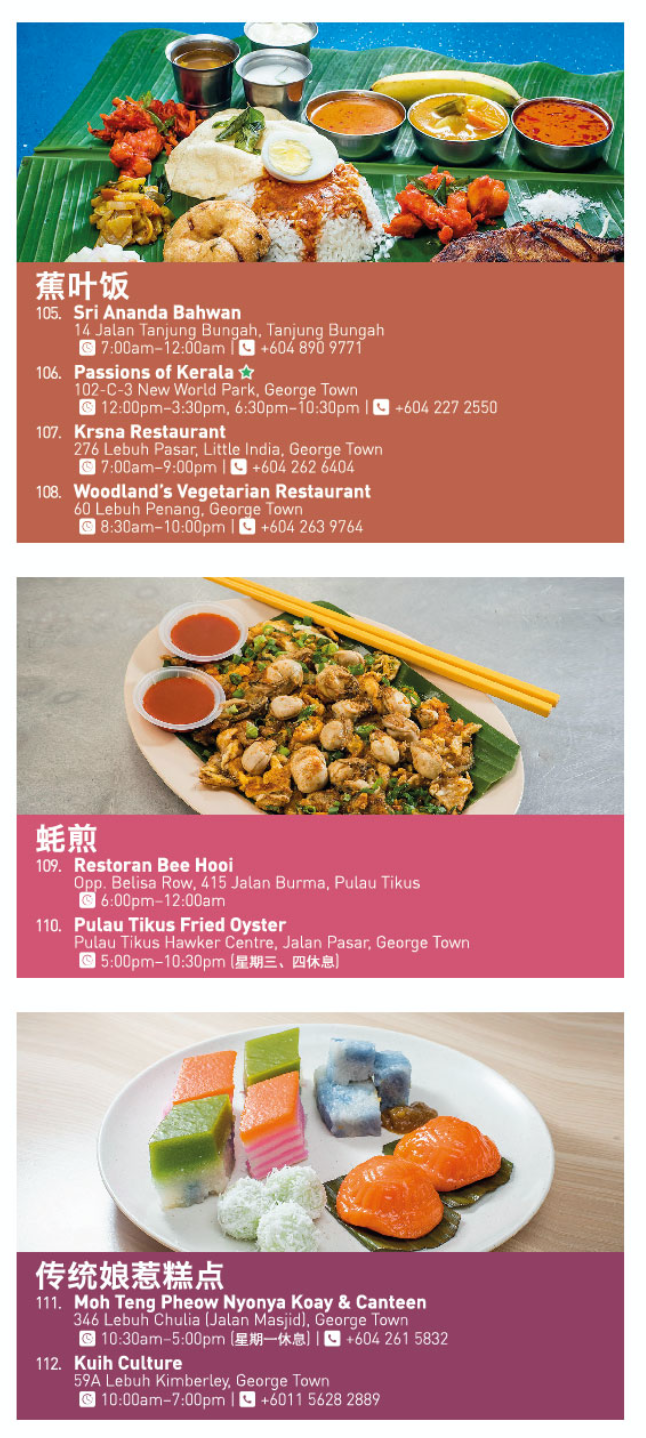 蕉叶饭
105. Sri Ananda Bahwan
14 Jalan Tanjung Bungah, Tanjung Bungah
7:00am–12:00am | +604 890 9771
106. Passions of Kerala
102-C-3 New World Park, George Town
12:00pm–3:30pm, 6:30pm–10:30pm | +604 227 2550
107. Krsna Restaurant
276 Lebuh Pasar, Little India, George Town
7:00am–9:00pm | +604 262 6404
108. Woodland's Vegetarian Restaurant
60 Lebuh Penang, George Town
8:30am–10:00pm | +604 263 9764
蚝煎
109. Restoran Bee Hooi
Opp. Belisa Row, 415 Jalan Burma, Pulau Tikus
6:00pm–12:00am
110. Pulau Tikus Fried Oyster
Pulau Tikus Hawker Centre, Jalan Pasar, George Town
5:00pm–10:30pm (星期三、四休息)
传统娘惹糕点
111. Moh Teng Pheow Nyonya Koay & Canteen
346 Lebuh Chulia (Jalan Masjid), George Town
10:30am–5:00pm (星期一休息) | +604 261 5832
112. Kuih Culture
59A Lebuh Kimberley, George Town
10:00am–7:00pm | +6011 5628 2889